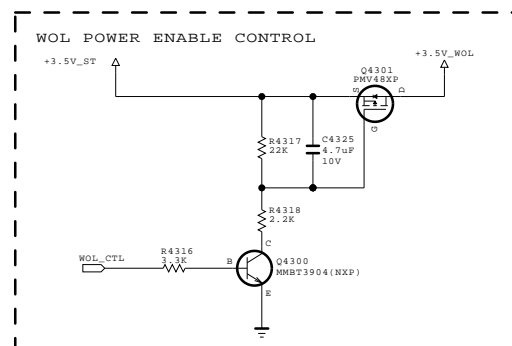 WOL POWER ENABLE CONTROL
+3.5V_ST
Q4301
PMV48XP
+3.5V_WOL
S
D
G
R4317
22K
C4325
4.7uF
10V
R4318
2.2K
C
WOL_CTL
R4316
3.3K
B
Q4300
MMBT3904(NXP)
E